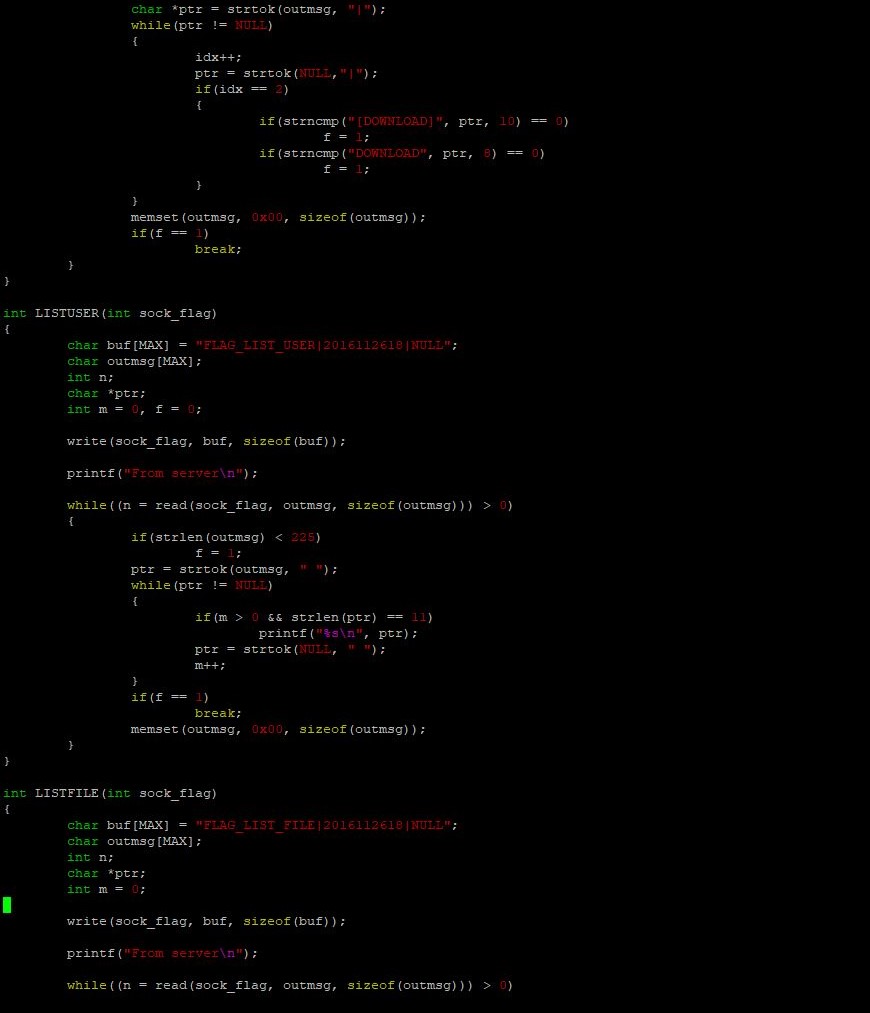 char *ptr = strtok(outmsg, "|");
while(ptr != NULL)
{
idx++;
ptr = strtok(NULL,"|");
if(idx == 2)
{
if(strncmp("[DOWNLOAD]", ptr, 10) == 0)
f = 1;
if(strncmp("DOWNLOAD", ptr, 8) == 0)
f = 1;
}
}
memset(outmsg, 0x00, sizeof(outmsg));
if(f == 1)
break;
}
}
int LISTUSER(int sock_flag)
{
char buf[MAX] = "FLAG_LIST_USER|2016112618|NULL";
char outmsg[MAX];
int n;
char *ptr;
int m = 0, f = 0;
write(sock_flag, buf, sizeof(buf));
printf("From server\n");
while((n = read(sock_flag, outmsg, sizeof(outmsg))) > 0)
{
if(strlen(outmsg) < 225)
f = 1;
ptr = strtok(outmsg, " ");
while(ptr != NULL)
{
if(m > 0 && strlen(ptr) == 11)
printf("%s\n", ptr);
ptr = strtok(NULL, " ");
m++;
}
if(f == 1)
break;
memset(outmsg, 0x00, sizeof(outmsg));
}
}
int LISTFILE(int sock_flag)
{
char buf[MAX] = "FLAG_LIST_FILE|2016112618|NULL";
char outmsg[MAX];
int n;
char *ptr;
int m = 0;
write(sock_flag, buf, sizeof(buf));
printf("From server\n");
while((n = read(sock_flag, outmsg, sizeof(outmsg))) > 0)